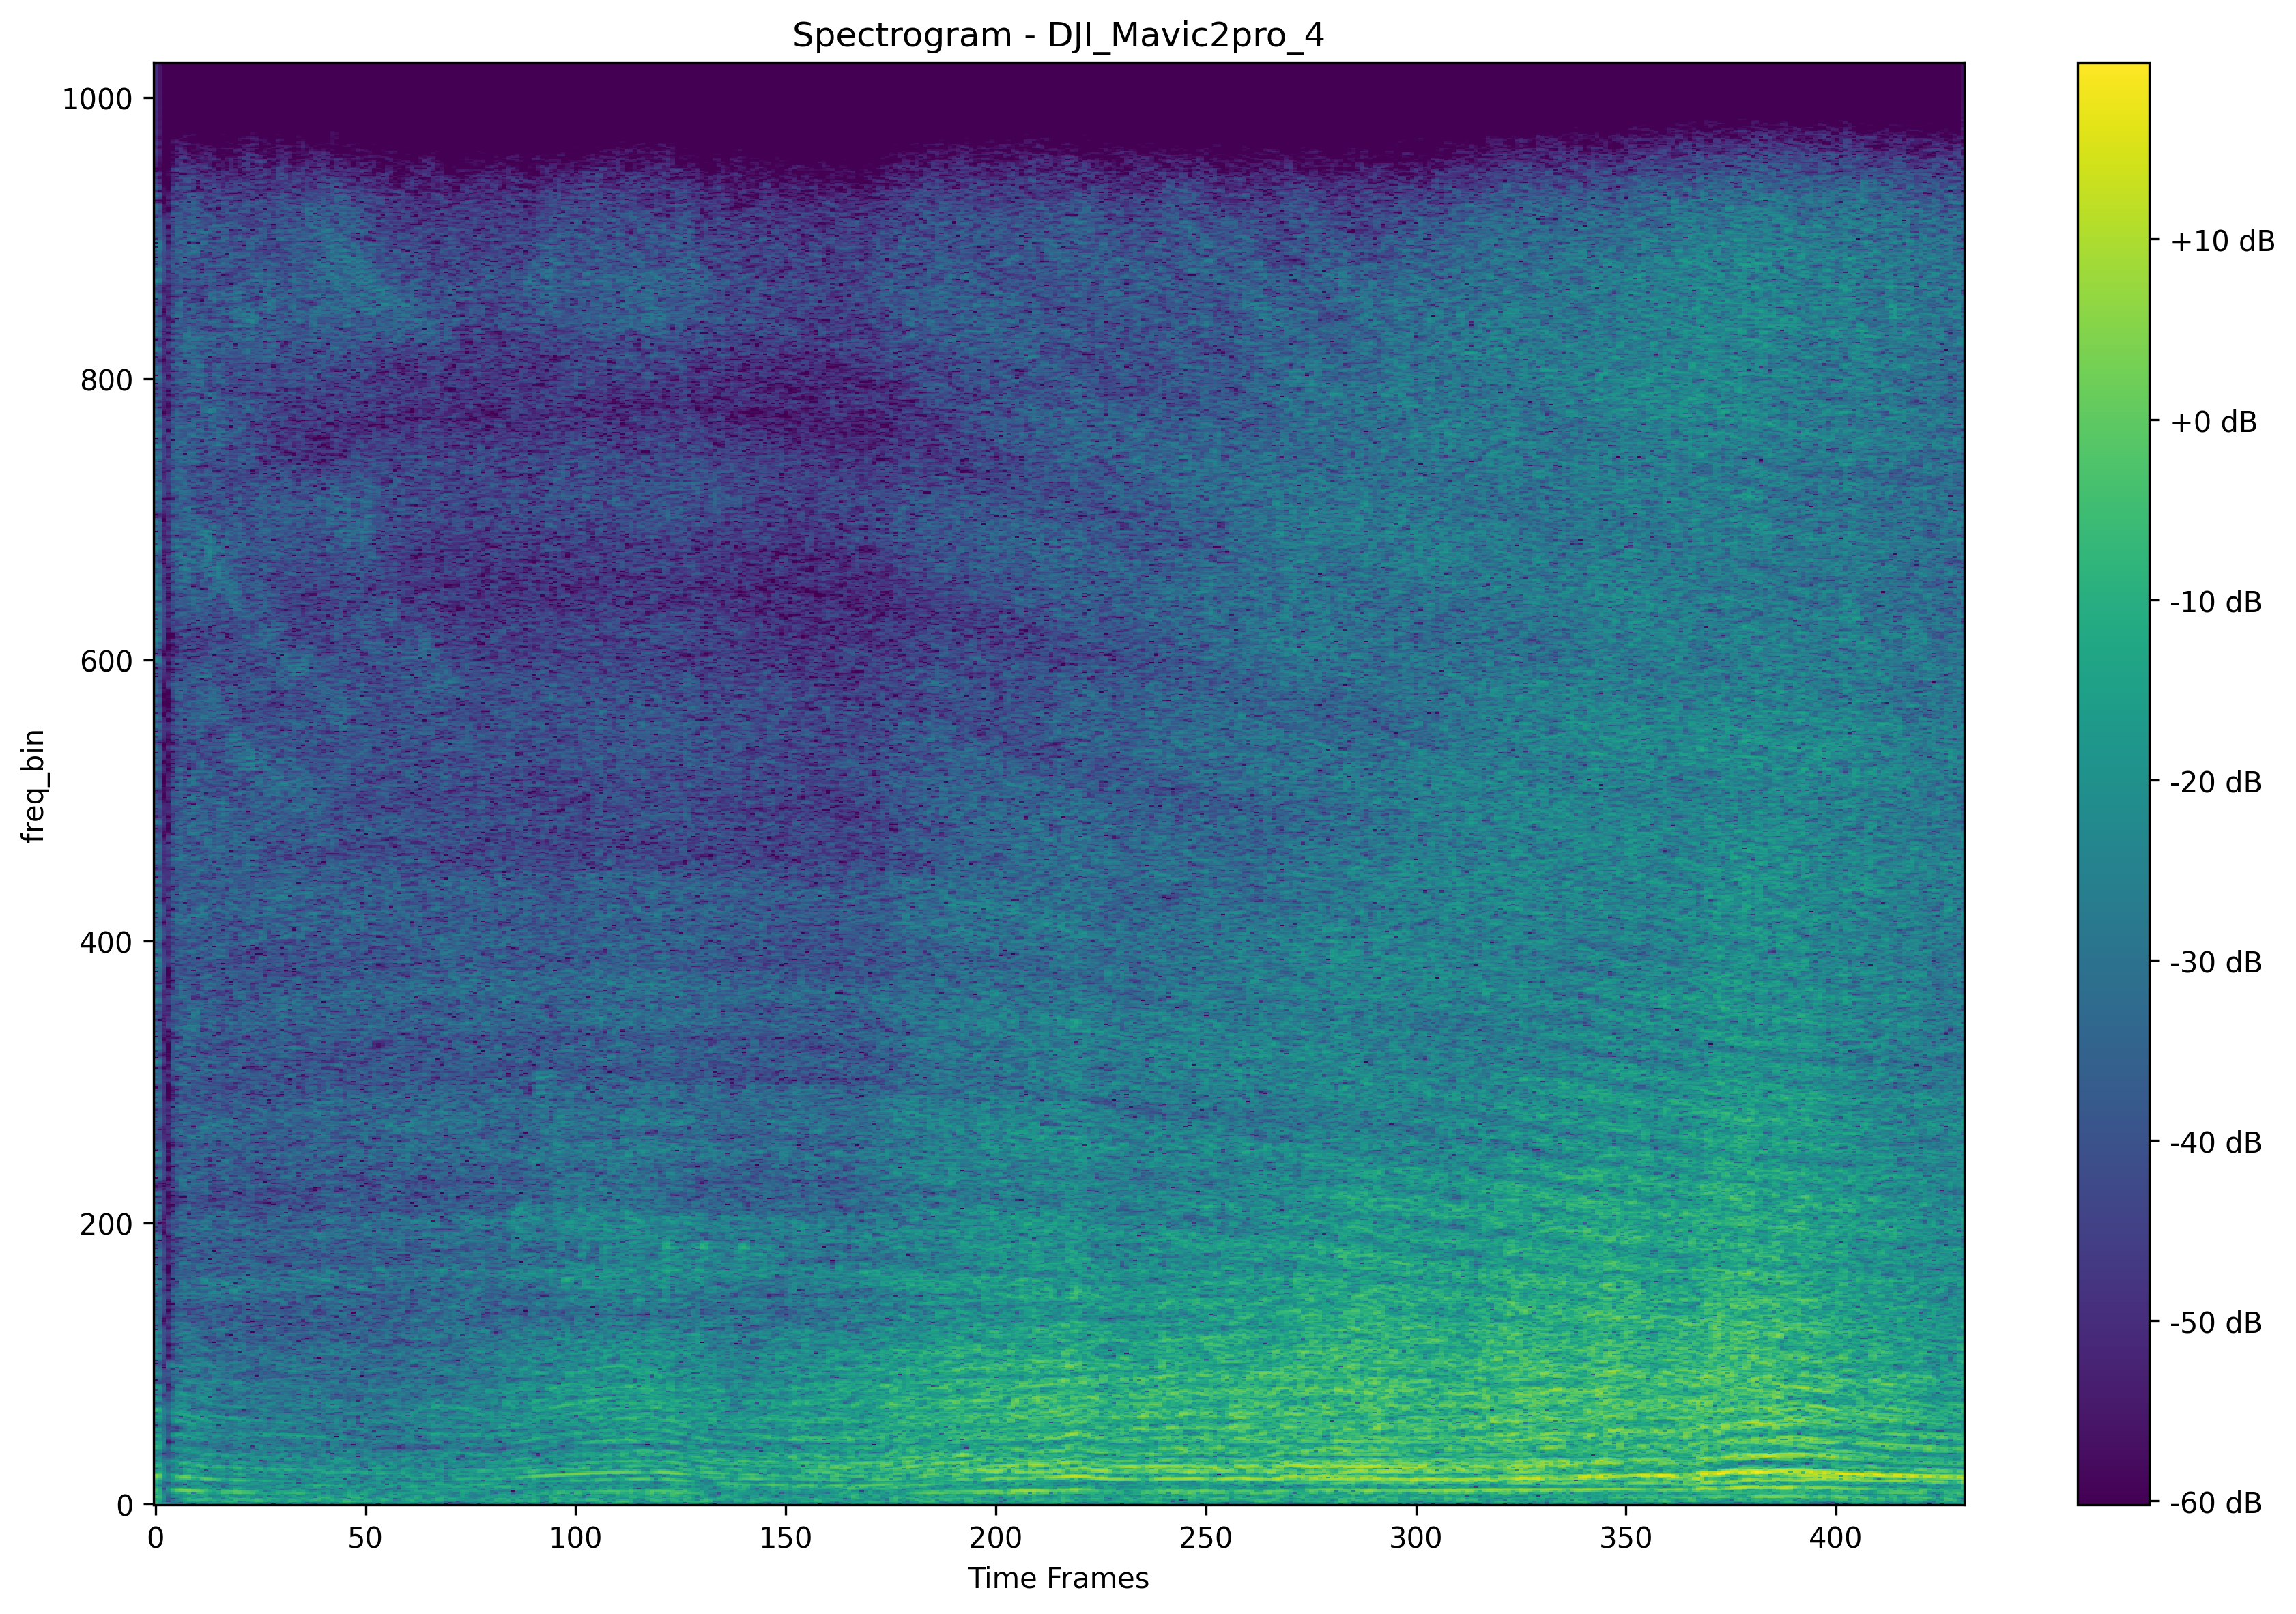 Spectrogram - DJI_Mavic2pro_4
1000
800
600
400
200
0
freq_bin
0 50 100 150 200 250 300 350 400
Time Frames
+10 dB
+0 dB
-10 dB
-20 dB
-30 dB
-40 dB
-50 dB
-60 dB